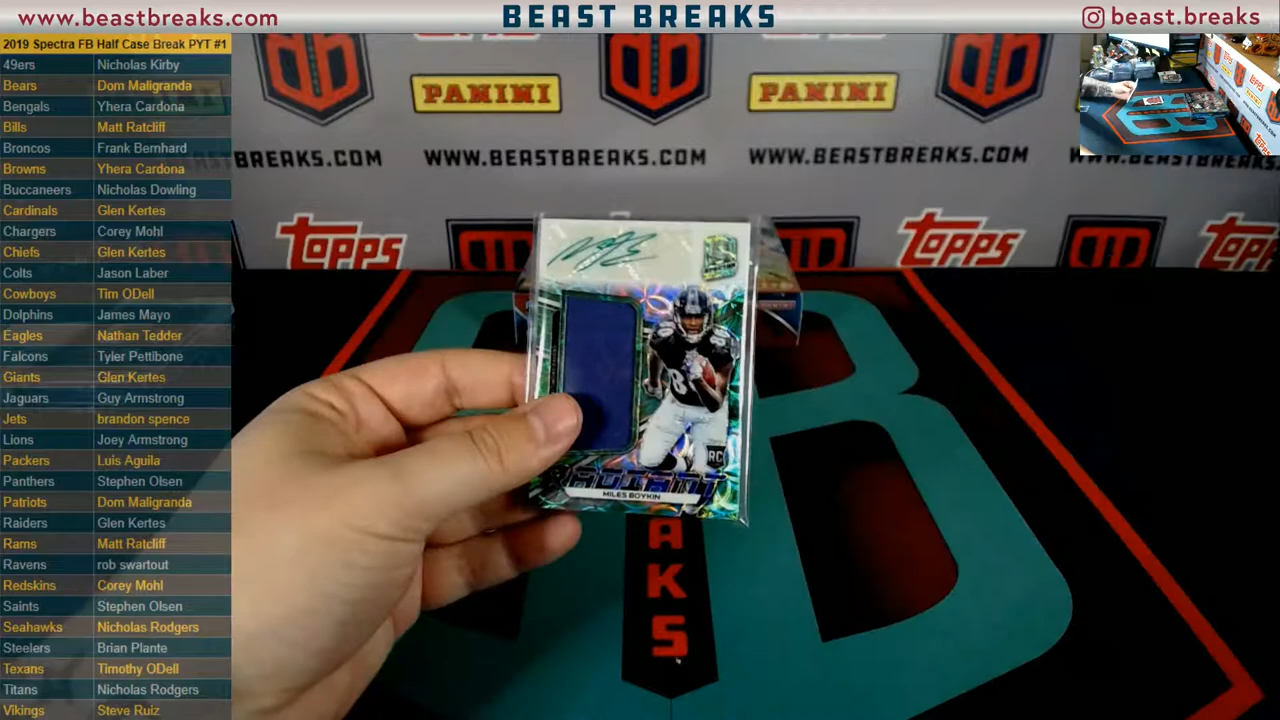 www.beastbreaks.com
BEAST BREAKS
beast.breaks
2019 Spectra FB Half Case Break PYT #1
49ers Nicholas Kirby
Bears Dom Maligranda
Bengals Yhera Cardona
Bills Matt Ratcliff
Broncos Frank Bernhard
Browns Yhera Cardona
Buccaneers Nicholas Dowling
Cardinals Glen Kertes
Chargers Corey Mohl
Chiefs Glen Kertes
Colts Jason Laber
Cowboys Tim ODell
Dolphins James Mayo
Eagles Nathan Tedder
Falcons Tyler Pettibone
Giants Glen Kertes
Jaguars Guy Armstrong
Jets brandon spence
Lions Joey Armstrong
Packers Luis Aguila
Panthers Stephen Olsen
Patriots Dom Maligranda
Raiders Glen Kertes
Rams Matt Ratcliff
Ravens rob swartout
Redskins Corey Mohl
Saints Stephen Olsen
Seahawks Nicholas Rodgers
Steelers Brian Plante
Texans Timothy ODell
Titans Nicholas Rodgers
Vikings Steve Ruiz
PANINI PANINI
BREAKS.COM WWW.BEASTBREAKS.COM WWW.BEASTBREAKS.COM
TOPPS TOPPS
RC
MILES BOYKIN
AKS